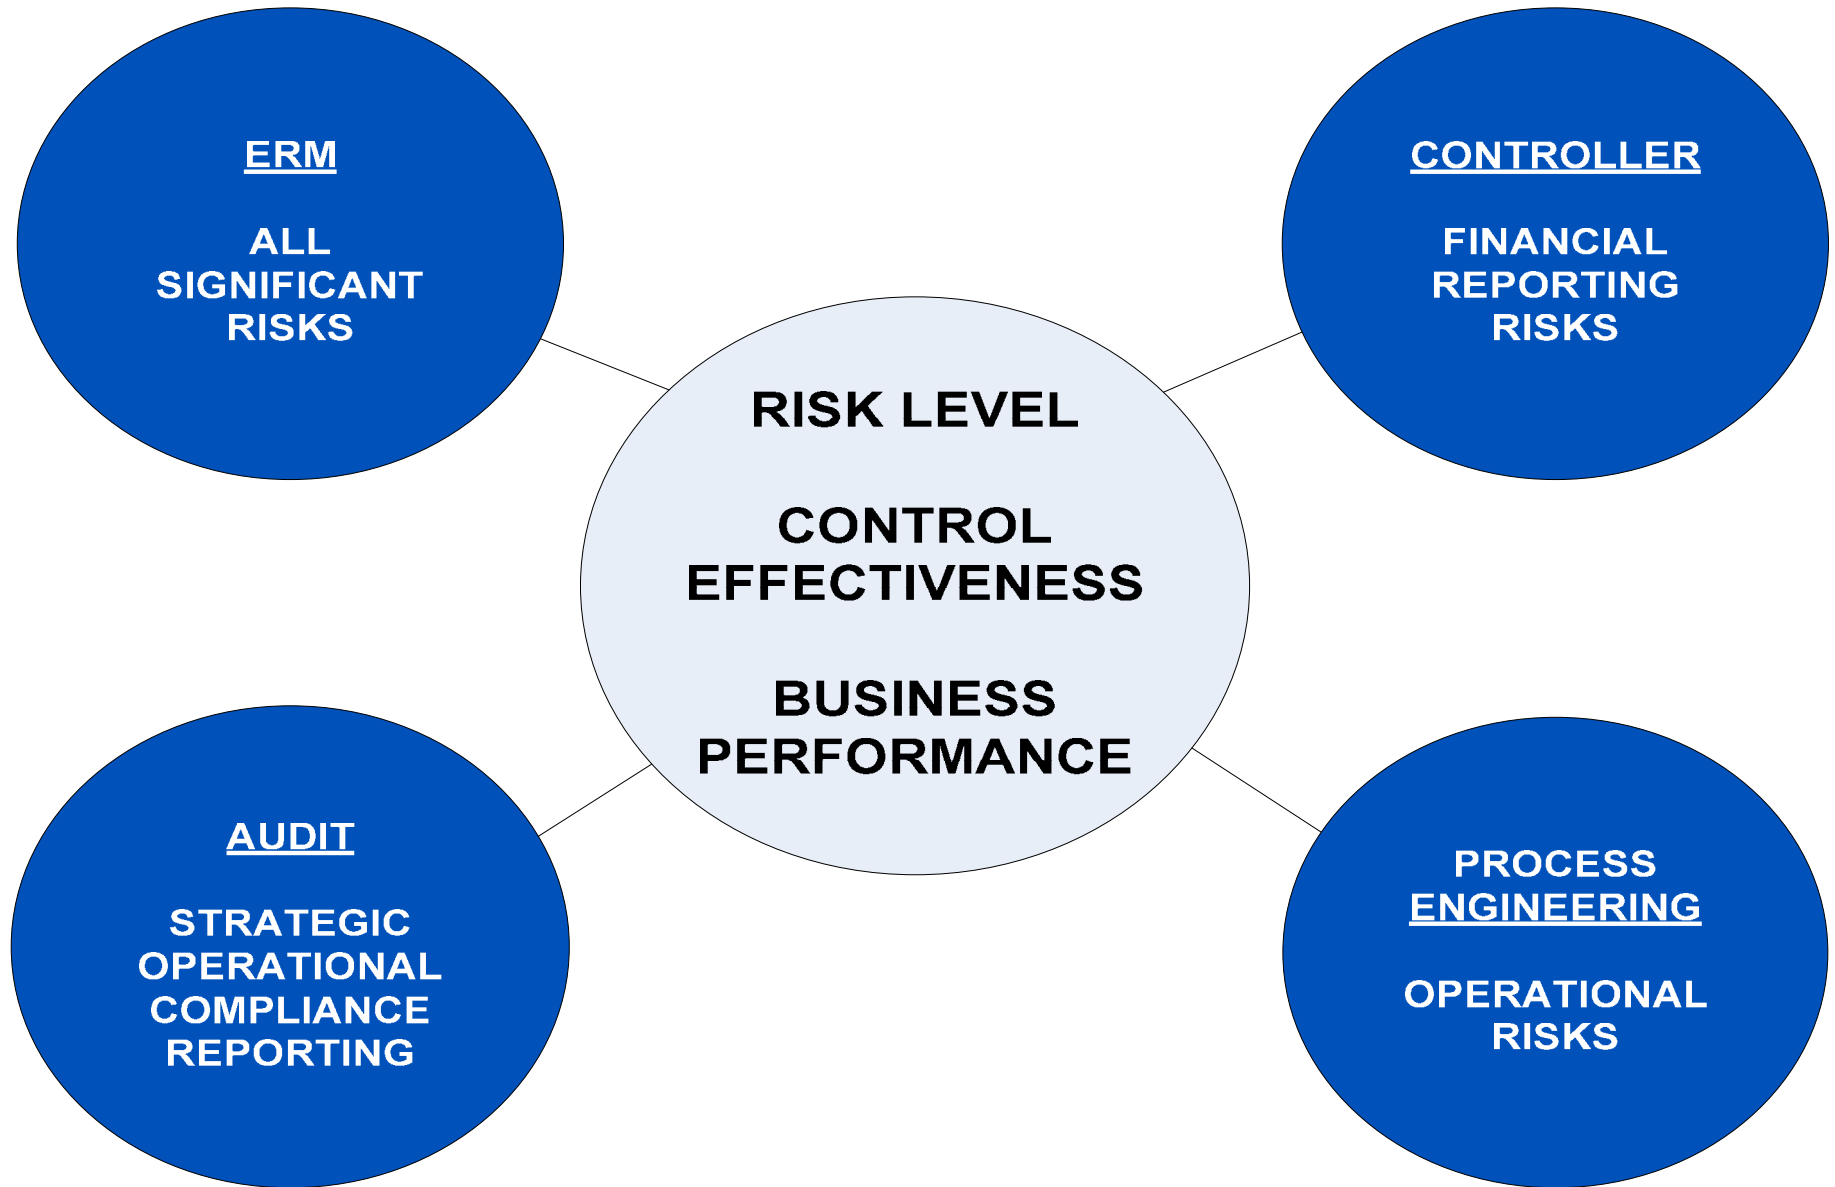 ERM
ALL
SIGNIFICANT
RISKS
CONTROLLER
FINANCIAL
REPORTING
RISKS
RISK LEVEL
CONTROL
EFFECTIVENESS
BUSINESS
PERFORMANCE
AUDIT
STRATEGIC
OPERATIONAL
COMPLIANCE
REPORTING
PROCESS
ENGINEERING
OPERATIONAL
RISKS